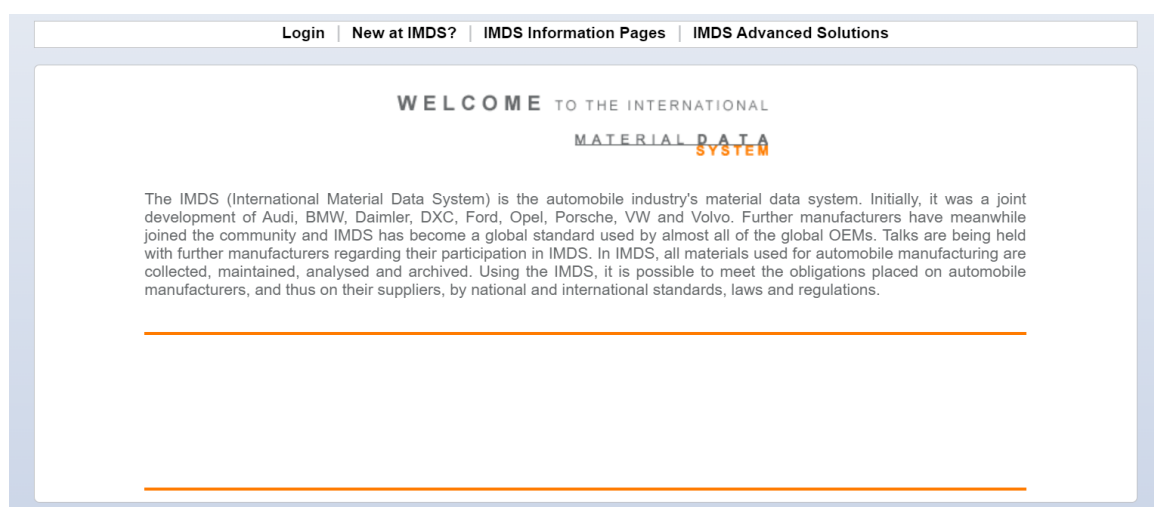 Login | New at IMDS? | IMDS Information Pages | IMDS Advanced Solutions
WELCOME TO THE INTERNATIONAL
MATERIAL DATA
SYSTEM
The IMDS (International Material Data System) is the automobile industry's material data system. Initially, it was a joint
development of Audi, BMW, Daimler, DXC, Ford, Opel, Porsche, VW and Volvo. Further manufacturers have meanwhile
joined the community and IMDS has become a global standard used by almost all of the global OEMs. Talks are being held
with further manufacturers regarding their participation in IMDS. In IMDS, all materials used for automobile manufacturing are
collected, maintained, analysed and archived. Using the IMDS, it is possible to meet the obligations placed on automobile
manufacturers, and thus on their suppliers, by national and international standards, laws and regulations.